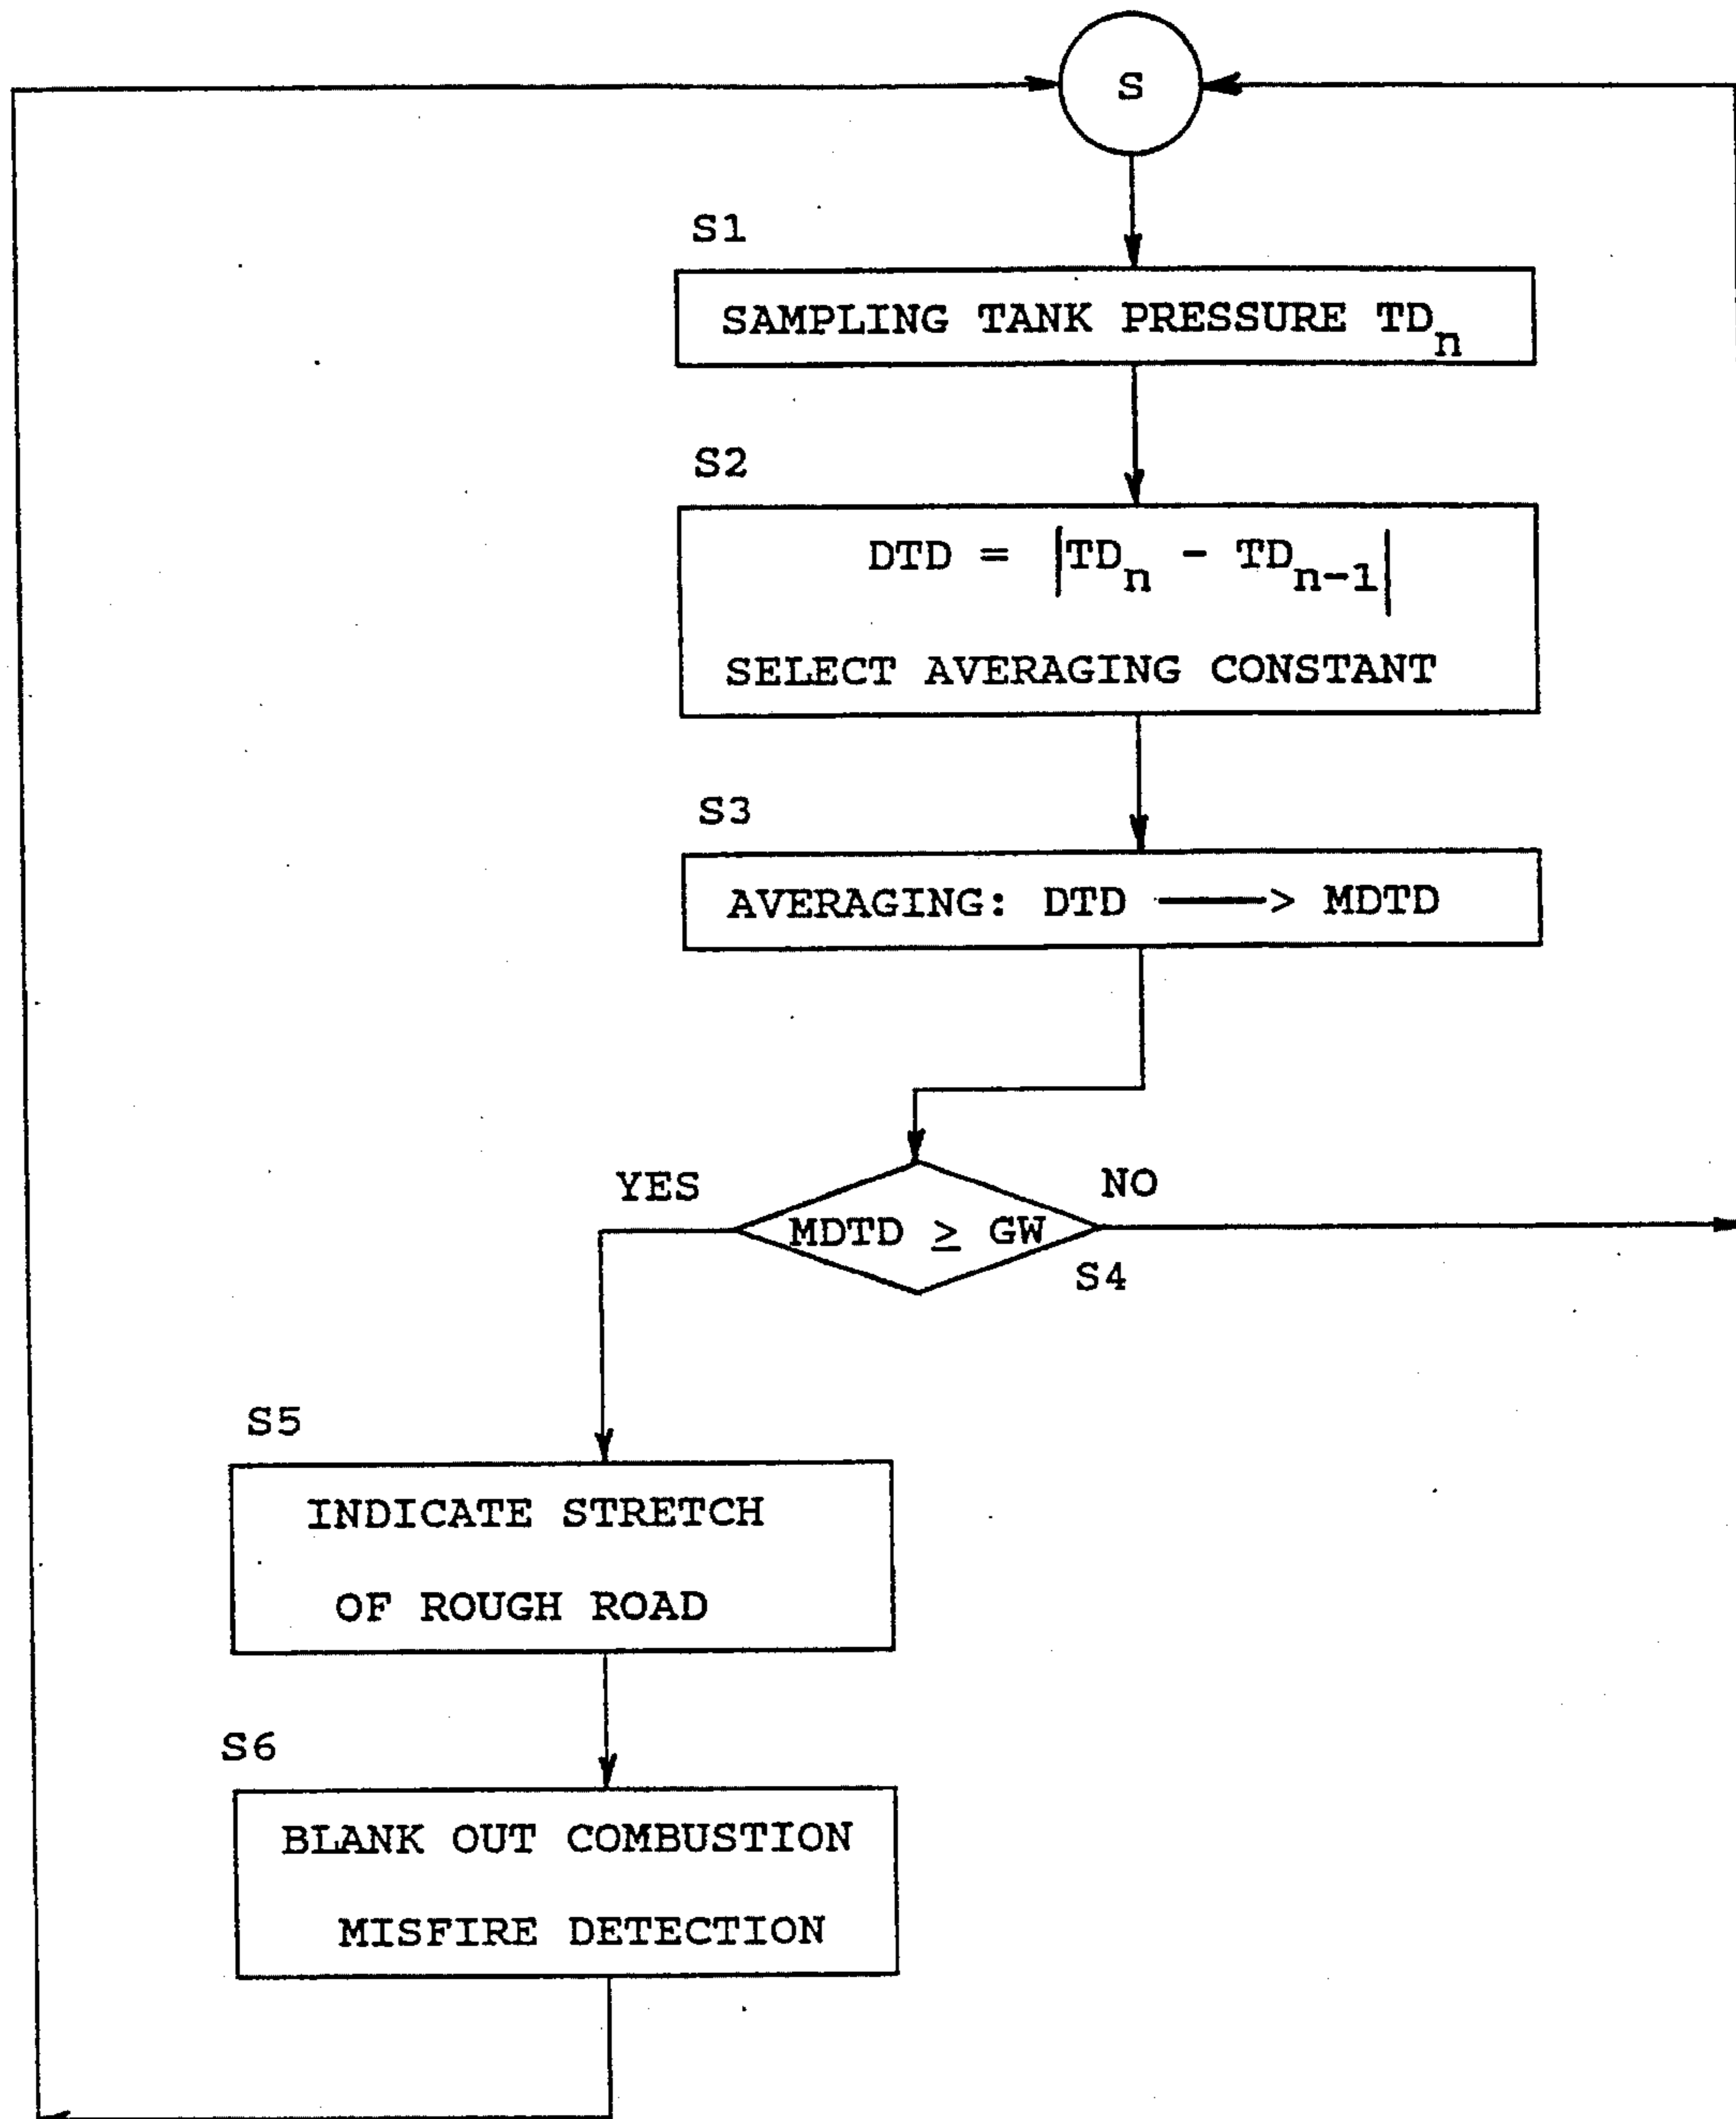 S
S1
SAMPLING TANK PRESSURE TDn
S2
DTD = |TDn - TDn-1|
SELECT AVERAGING CONSTANT
S3
AVERAGING: DTD ———> MDTD
YES
NO
MDTD ≥ GW
S4
S5
INDICATE STRETCH
OF ROUGH ROAD
S6
BLANK OUT COMBUSTION
MISFIRE DETECTION